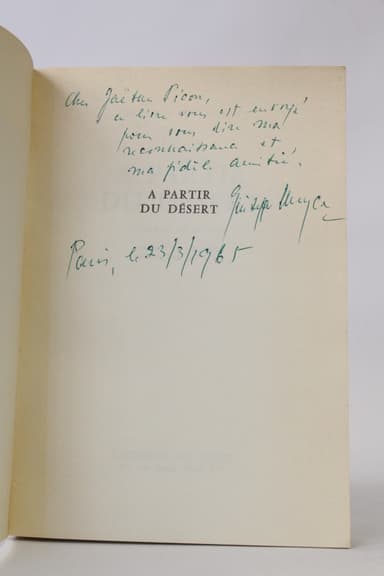 Cher Gaëtan Picon,
ce livre vous est envoyé
pour vous dire ma
reconnaissance et
ma fidèle amitié.
A PARTIR
DU DÉSERT
Giuseppe Ungaretti
Paris, le 23/3/1965